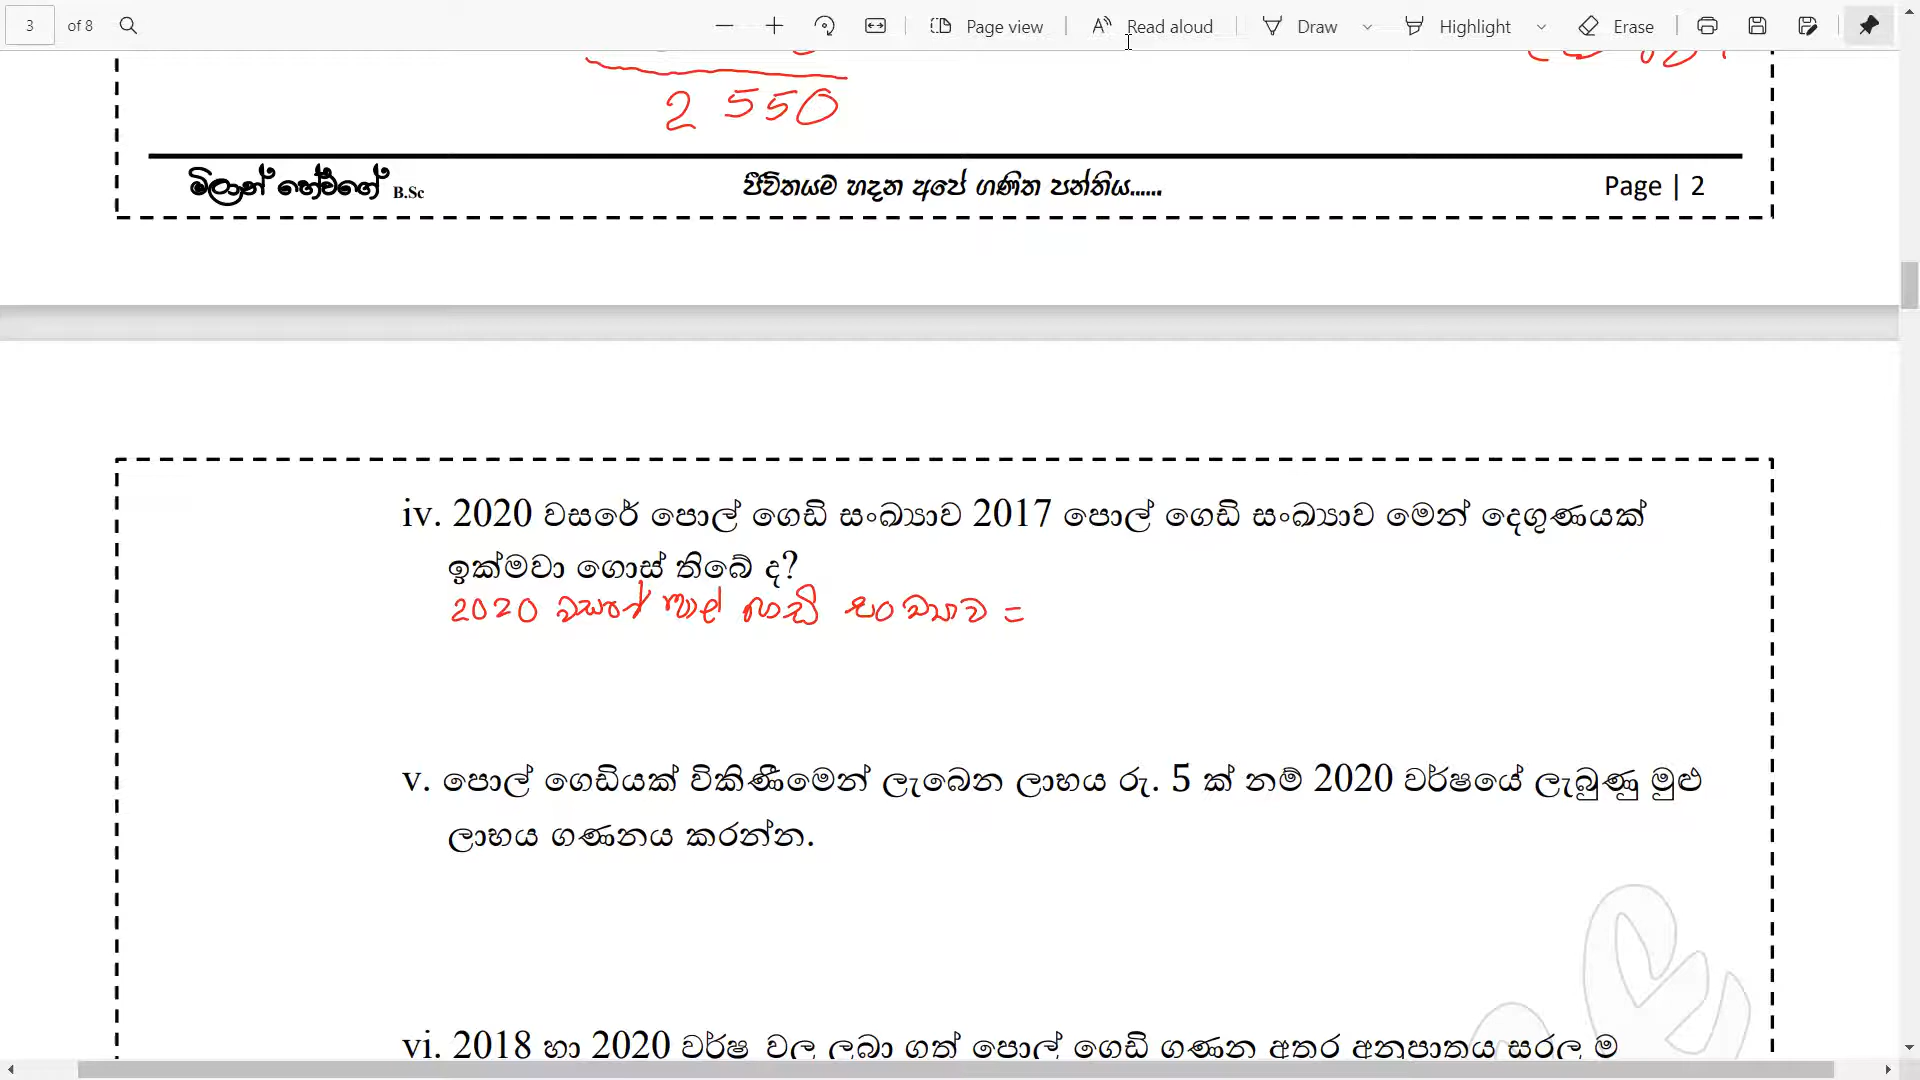 3 of 8 Page view Read aloud Draw Highlight Erase
2 550
මිලාන් හේවගේ B.Sc ජීවිතයම හදන අපේ ගණිත පන්තිය...... Page | 2
iv. 2020 වසරේ පොල් ගෙඩි සංඛ්‍යාව 2017 පොල් ගෙඩි සංඛ්‍යාව මෙන් දෙගුණයක්
ඉක්මවා ගොස් තිබේ ද?
2020 වසරේ පොල් ගෙඩි සංඛ්‍යාව =
v. පොල් ගෙඩියක් විකිණීමෙන් ලැබෙන ලාභය රු. 5 ක් නම් 2020 වර්ෂයේ ලැබුණු මුළු
ලාභය ගණනය කරන්න.
vi. 2018 හා 2020 වර්ෂ වල ලබා ගත් පොල් ගෙඩි ගණන අතර අනුපාතය සරල ම